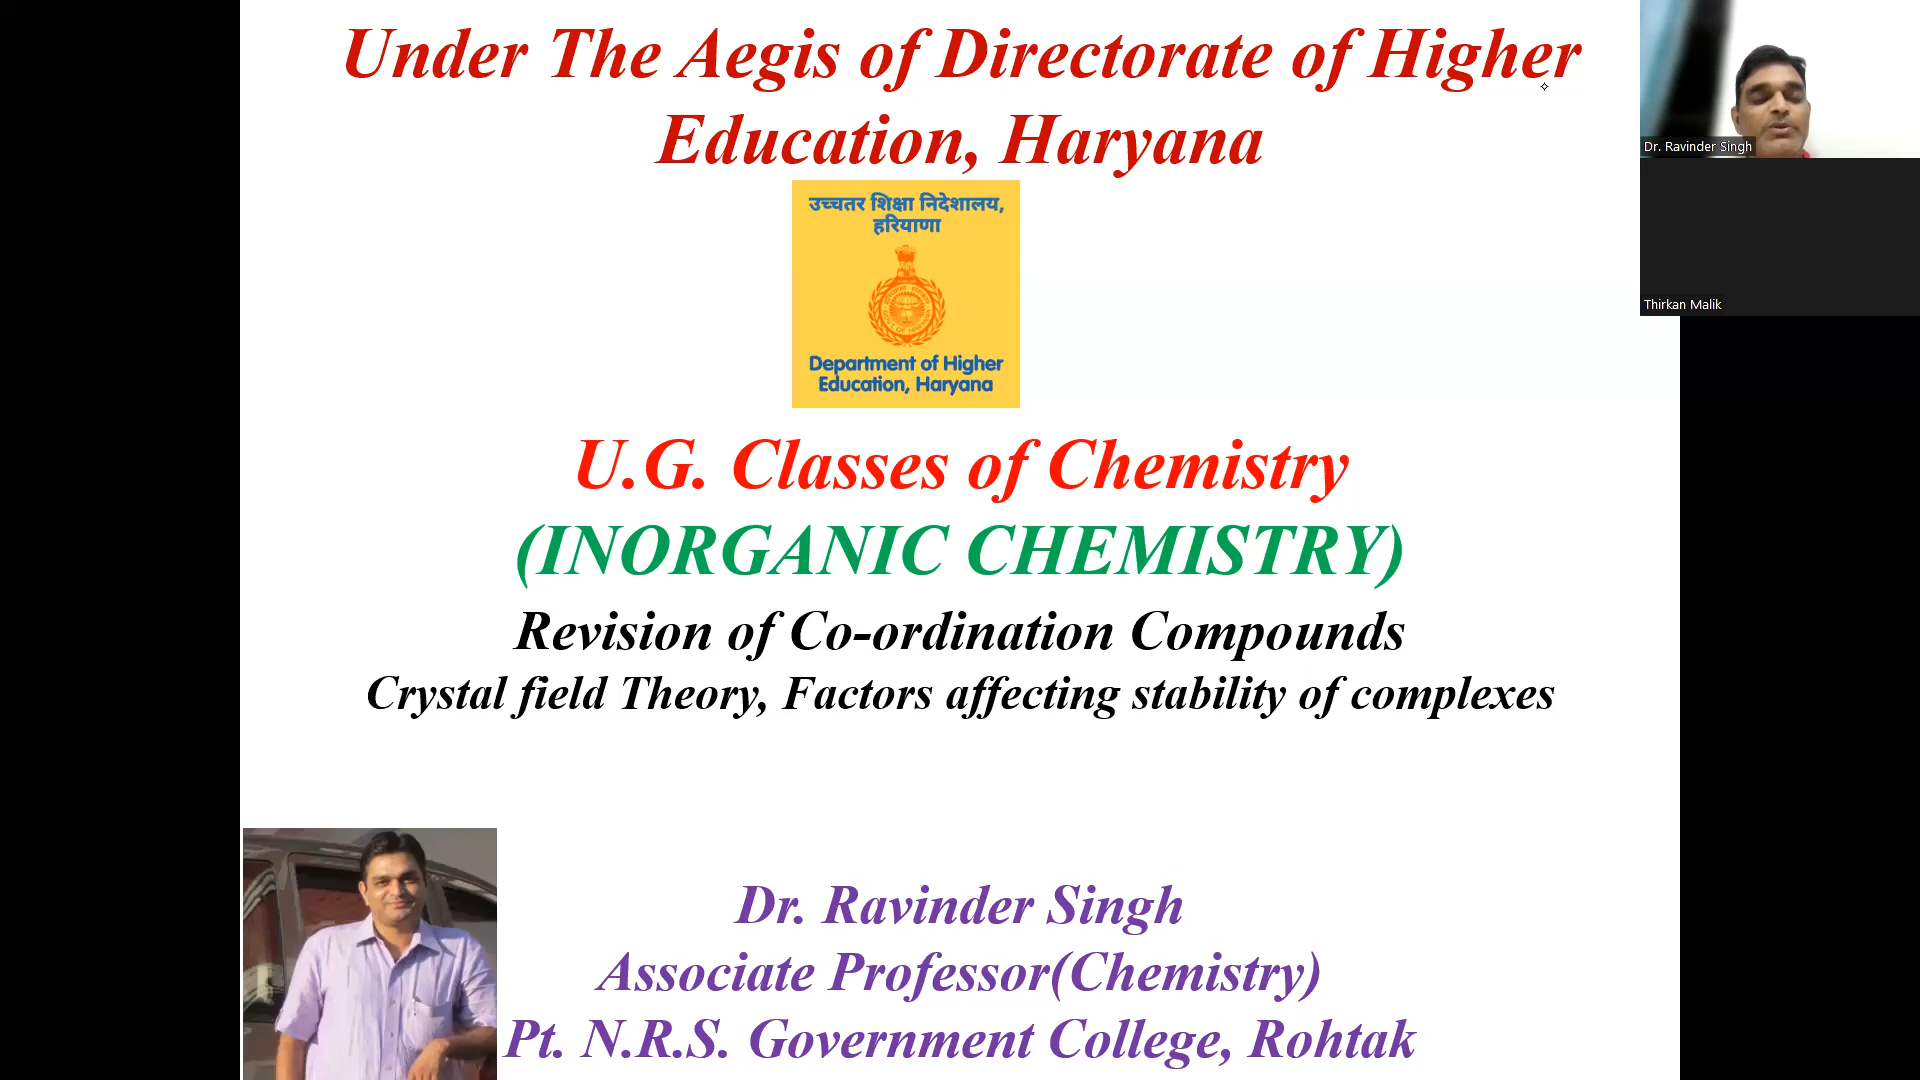 Under The Aegis of Directorate of Higher
Education, Haryana
उच्चतर शिक्षा निदेशालय,
हरियाणा
Department of Higher
Education, Haryana
U.G. Classes of Chemistry
(INORGANIC CHEMISTRY)
Revision of Co-ordination Compounds
Crystal field Theory, Factors affecting stability of complexes
Dr. Ravinder Singh
Associate Professor(Chemistry)
Pt. N.R.S. Government College, Rohtak
Dr. Ravinder Singh
Thirkan Malik